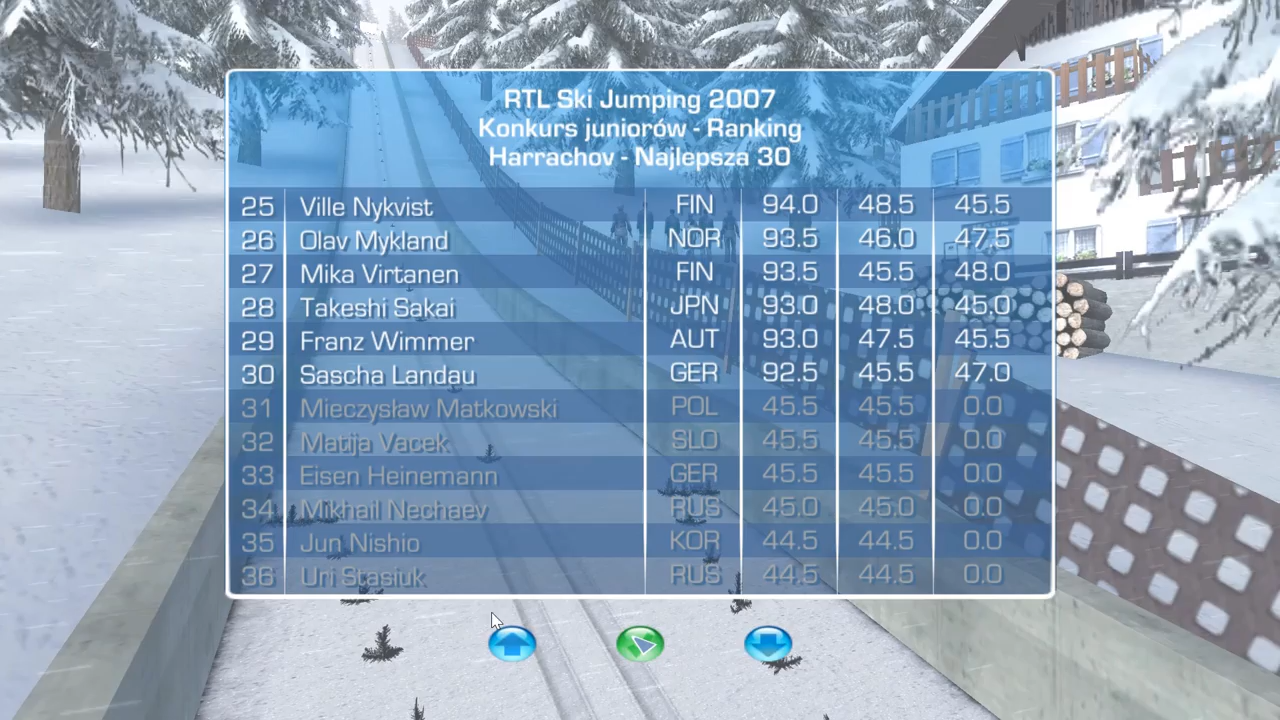 RTL Ski Jumping 2007
Konkurs juniorów - Ranking
Harrachov - Najlepsza 30
25 Ville Nykvist FIN 94.0 48.5 45.5
26 Olav Mykland NOR 93.5 46.0 47.5
27 Mika Virtanen FIN 93.5 45.5 48.0
28 Takeshi Sakai JPN 93.0 48.0 45.0
29 Franz Wimmer AUT 93.0 47.5 45.5
30 Sascha Landau GER 92.5 45.5 47.0
31 Mieczysław Matkowski POL 45.5 45.5 0.0
32 Matija Vacek SLO 45.5 45.5 0.0
33 Eisen Heinemann GER 45.5 45.5 0.0
34 Mikhail Nechaev RUS 45.0 45.0 0.0
35 Jun Nishio KOR 44.5 44.5 0.0
36 Uri Stasiuk RUS 44.5 44.5 0.0